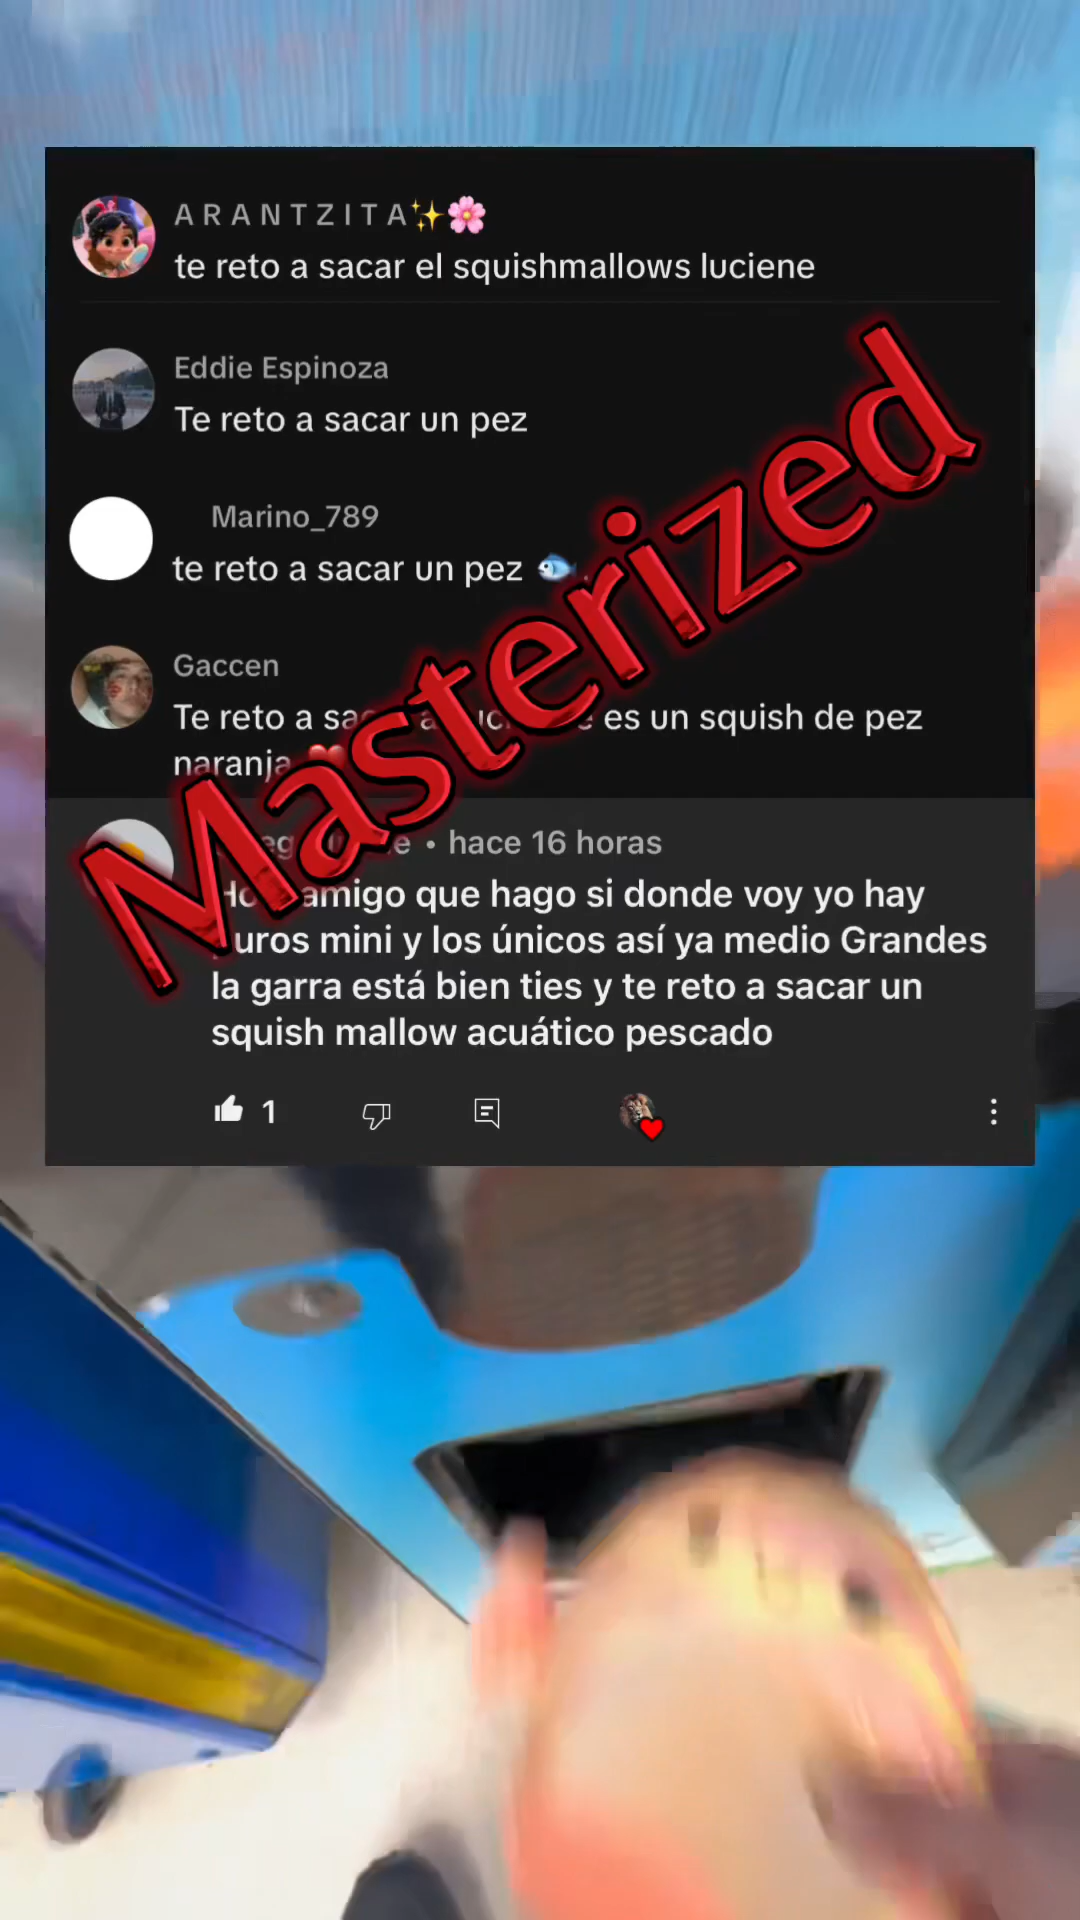 ARANTZITA✨🌸
te reto a sacar el squishmallows luciene
Eddie Espinoza
Te reto a sacar un pez
Marino_789
te reto a sacar un pez 🐟
Gaccen
Te reto a es un squish de pez
naranja ❤️
• hace 16 horas
amigo que hago si donde voy yo hay
mini y los únicos así ya medio Grandes
la garra está bien ties y te reto a sacar un
squish mallow acuático pescado
1
Masterized